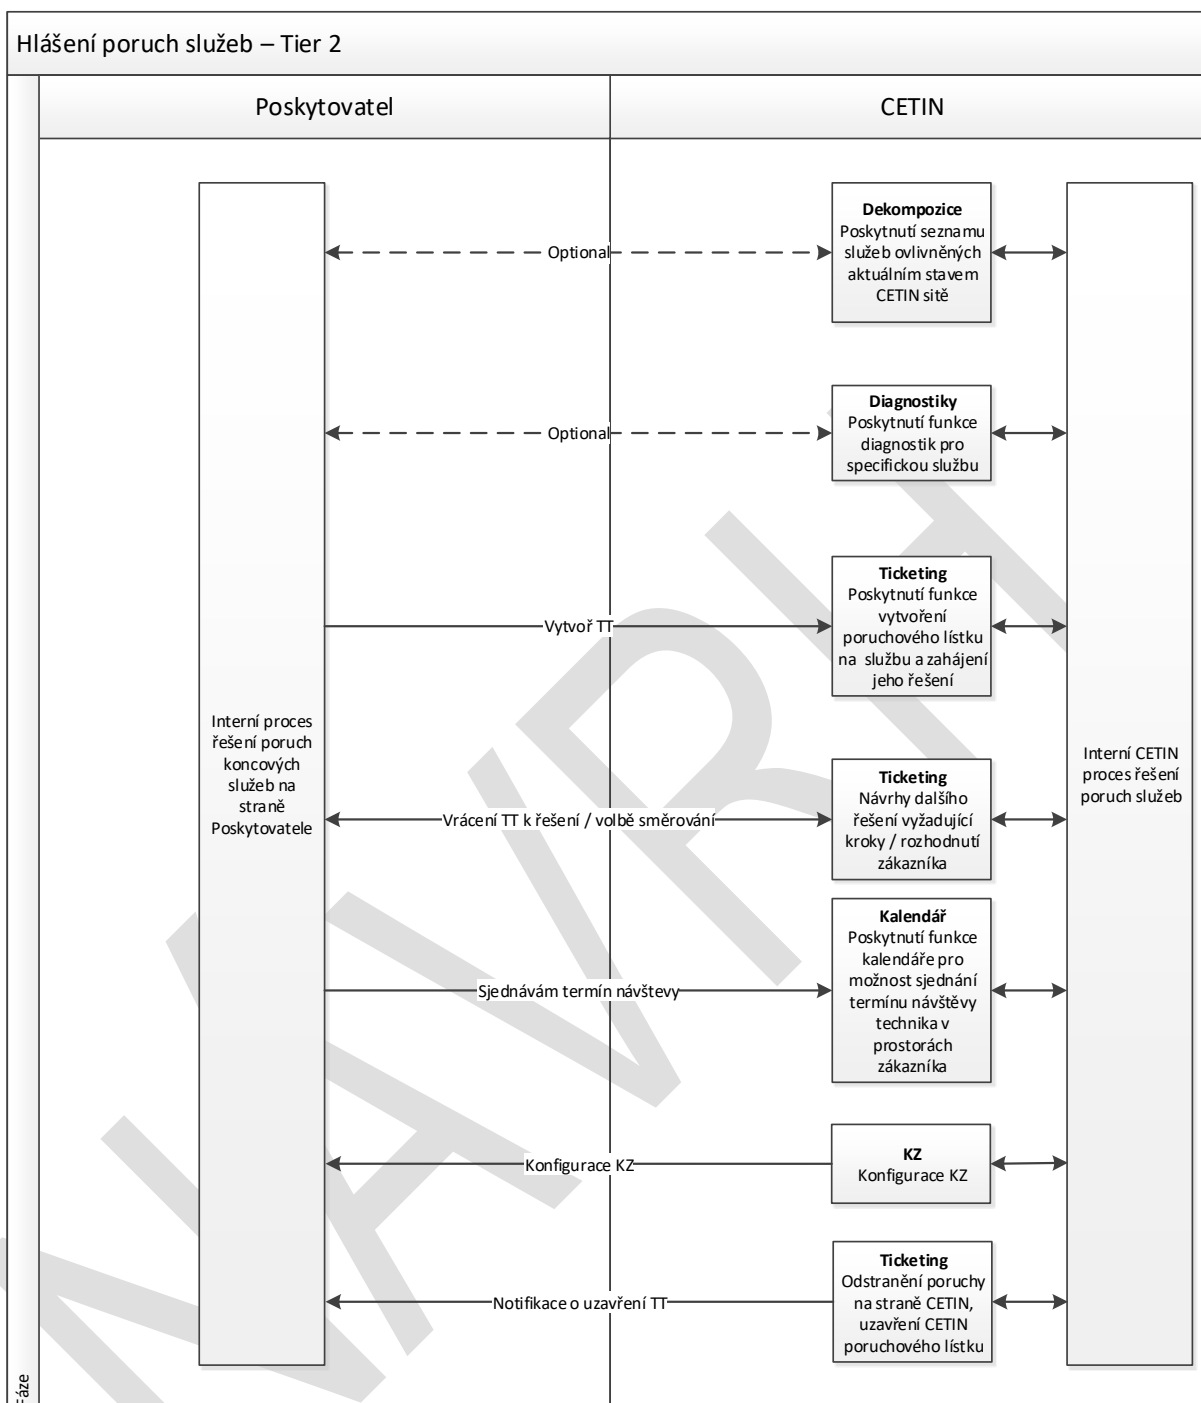 Hlášení poruch služeb – Tier 2
Poskytovatel
CETIN
Dekompozice
Poskytnutí seznamu
služeb ovlivněných
aktuálním stavem
CETIN sítě
Optional
Diagnostiky
Poskytnutí funkce
diagnostik pro
specifickou službu
Optional
Ticketing
Poskytnutí funkce
vytvoření
poruchového lístku
na službu a zahájení
jeho řešení
Vytvoř TT
Interní proces
řešení poruch
koncových
služeb na
straně
Poskytovatele
Interní CETIN
proces řešení
poruch služeb
Ticketing
Návrhy dalšího
řešení vyžadující
kroky / rozhodnutí
zákazníka
Vrácení TT k řešení / volbě směrování
Kalendář
Poskytnutí funkce
kalendáře pro
možnost sjednání
termínu návštěvy
technika v
prostorách
zákazníka
Sjednávám termín návštevy
KZ
Konfigurace KZ
Konfigurace KZ
Ticketing
Odstranění poruchy
na straně CETIN,
uzavření CETIN
poruchového lístku
Notifikace o uzavření TT
Fáze
NÁVRH